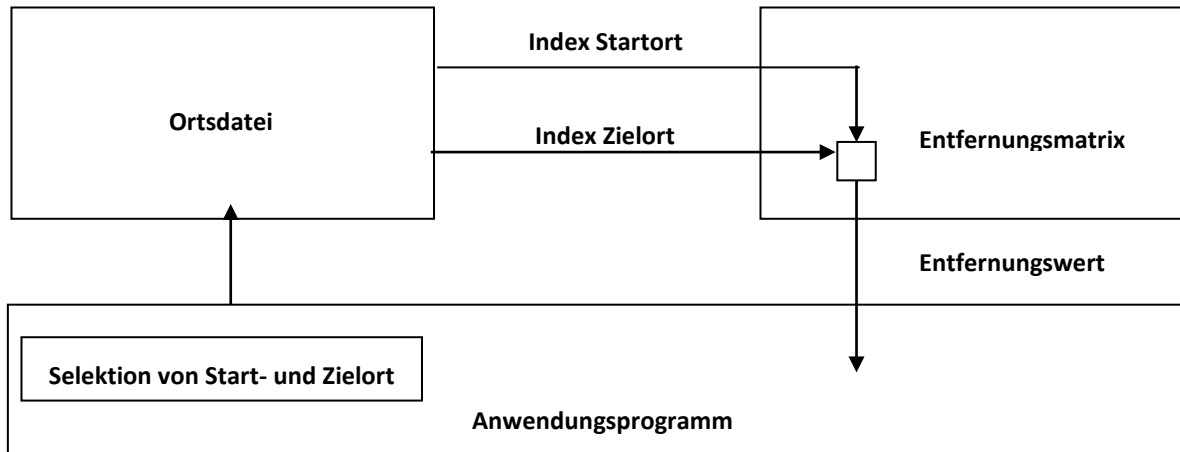 Index Startort
Ortsdatei
Index Zielort
Entfernungsmatrix
Entfernungswert
Selektion von Start- und Zielort
Anwendungsprogramm